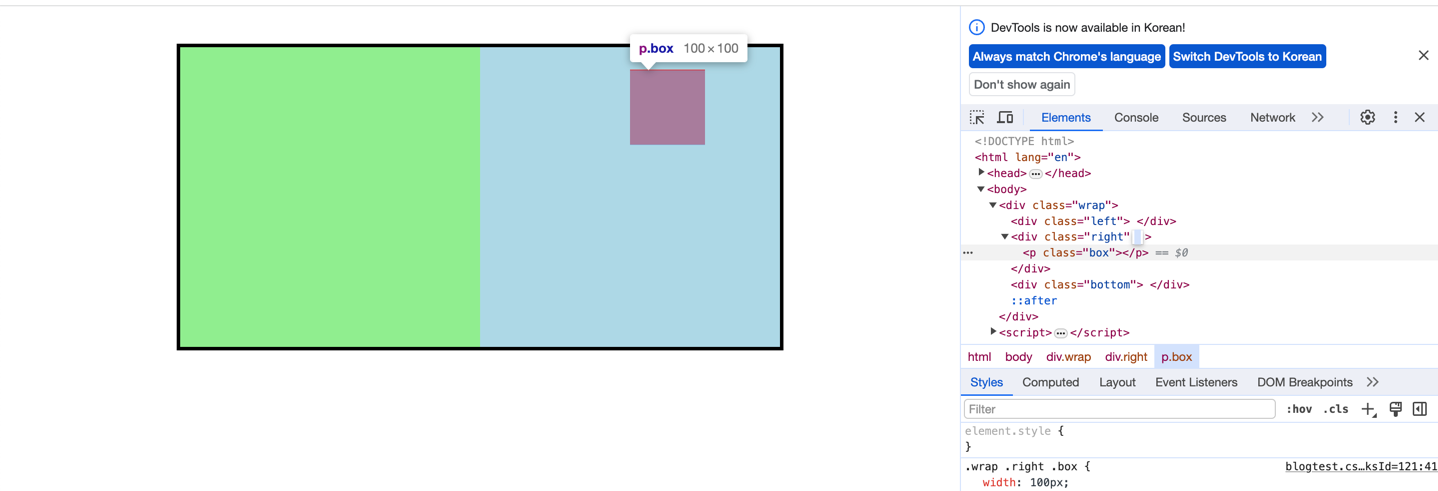 p.box 100 × 100
DevTools is now available in Korean!
Always match Chrome's language
Switch DevTools to Korean
Don't show again
Elements
Console
Sources
Network
<!DOCTYPE html>
<html lang="en">
<head> … </head>
<body>
<div class="wrap">
<div class="left"> </div>
<div class="right" >
<p class="box"></p> == $0
</div>
<div class="bottom"> </div>
::after
</div>
<script> … </script>
html body div.wrap div.right p.box
Styles Computed Layout Event Listeners DOM Breakpoints
Filter
:hov .cls
element.style {
}
.wrap .right .box { blogtest.cs…ksId=121:41
width: 100px;